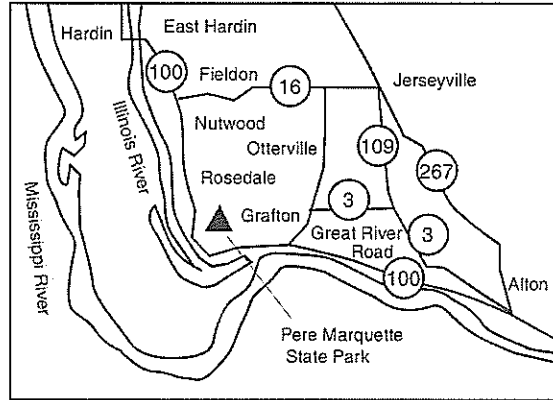 Hardin
East Hardin
100
Fieldon
16
Jerseyville
Nutwood
Illinois River
Otterville
109
267
Rosedale
Mississippi River
3
Grafton
Great River
Road
3
100
Alton
Pere Marquette
State Park